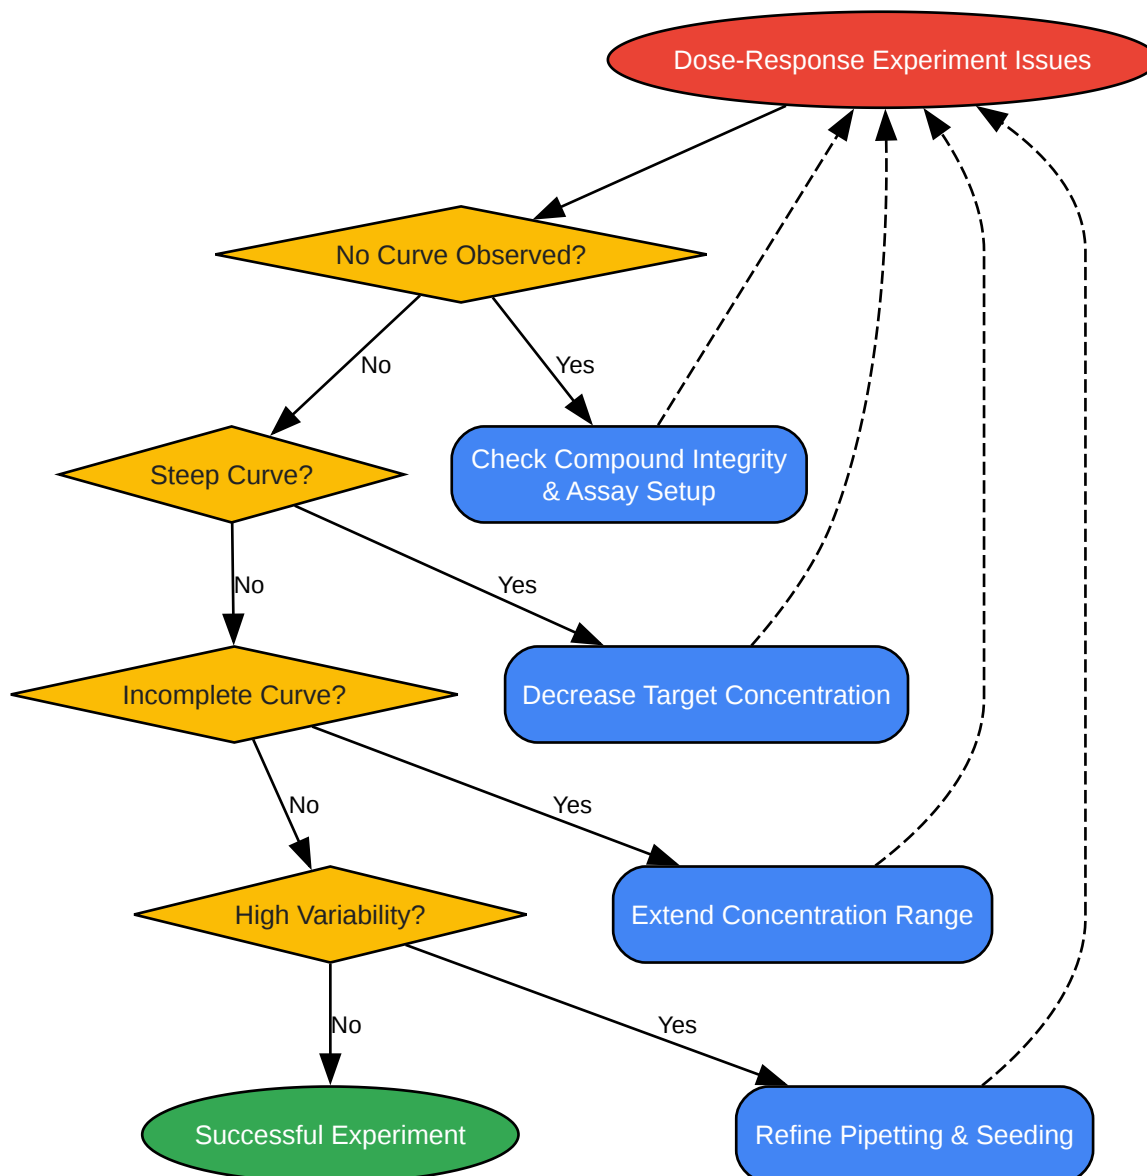 Dose-Response Experiment Issues
No Curve Observed?
No
Yes
Steep Curve?
Check Compound Integrity
& Assay Setup
No
Yes
Incomplete Curve?
Decrease Target Concentration
No
Yes
High Variability?
Extend Concentration Range
No
Yes
Successful Experiment
Refine Pipetting & Seeding